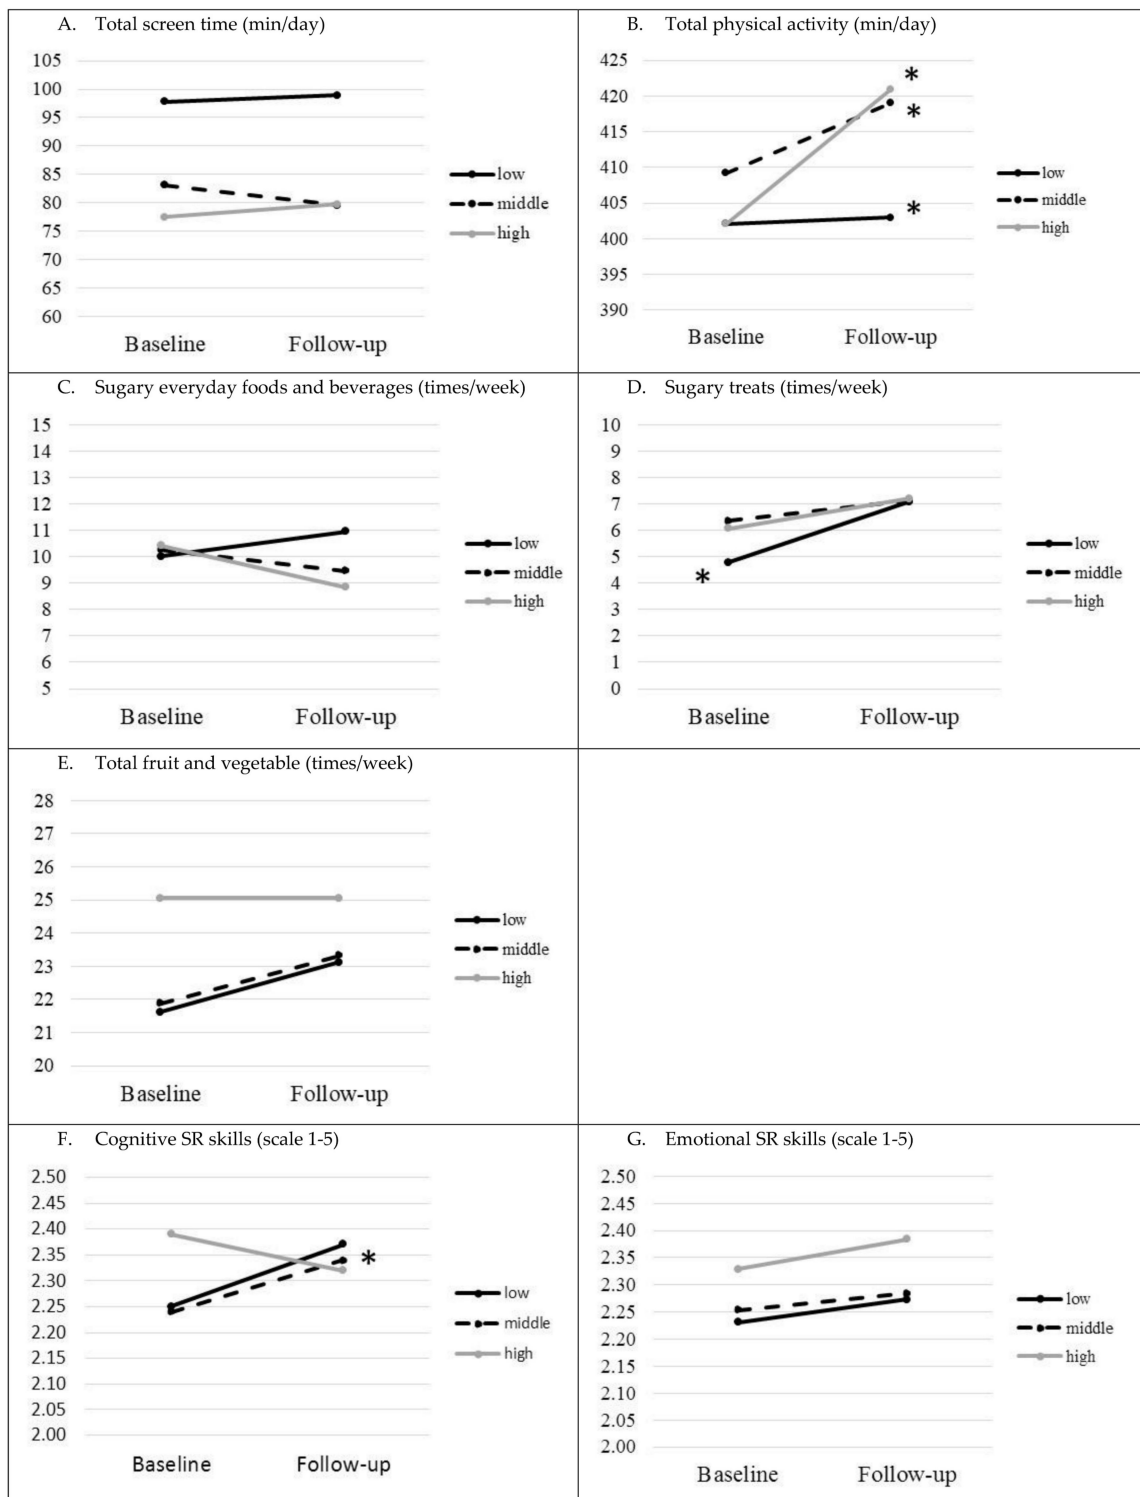 A. Total screen time (min/day)
105
100
95
90
85
80
75
70
65
60
Baseline Follow-up
low
middle
high
B. Total physical activity (min/day)
425
420
415
410
405
400
395
390
*
*
*
Baseline Follow-up
low
middle
high
C. Sugary everyday foods and beverages (times/week)
15
14
13
12
11
10
9
8
7
6
5
Baseline Follow-up
low
middle
high
D. Sugary treats (times/week)
10
9
8
7
6
5
4
3
2
1
0
*
Baseline Follow-up
low
middle
high
E. Total fruit and vegetable (times/week)
28
27
26
25
24
23
22
21
20
Baseline Follow-up
low
middle
high
F. Cognitive SR skills (scale 1-5)
2.50
2.45
2.40
2.35
2.30
2.25
2.20
2.15
2.10
2.05
2.00
*
Baseline Follow-up
low
middle
high
G. Emotional SR skills (scale 1-5)
2.50
2.45
2.40
2.35
2.30
2.25
2.20
2.15
2.10
2.05
2.00
Baseline Follow-up
low
middle
high